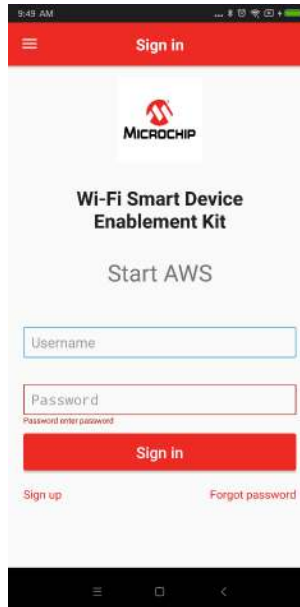 9:49 AM
Sign in
MICROCHIP
Wi-Fi Smart Device
Enablement Kit
Start AWS
Username
Password
Password enter password
Sign in
Sign up
Forgot password